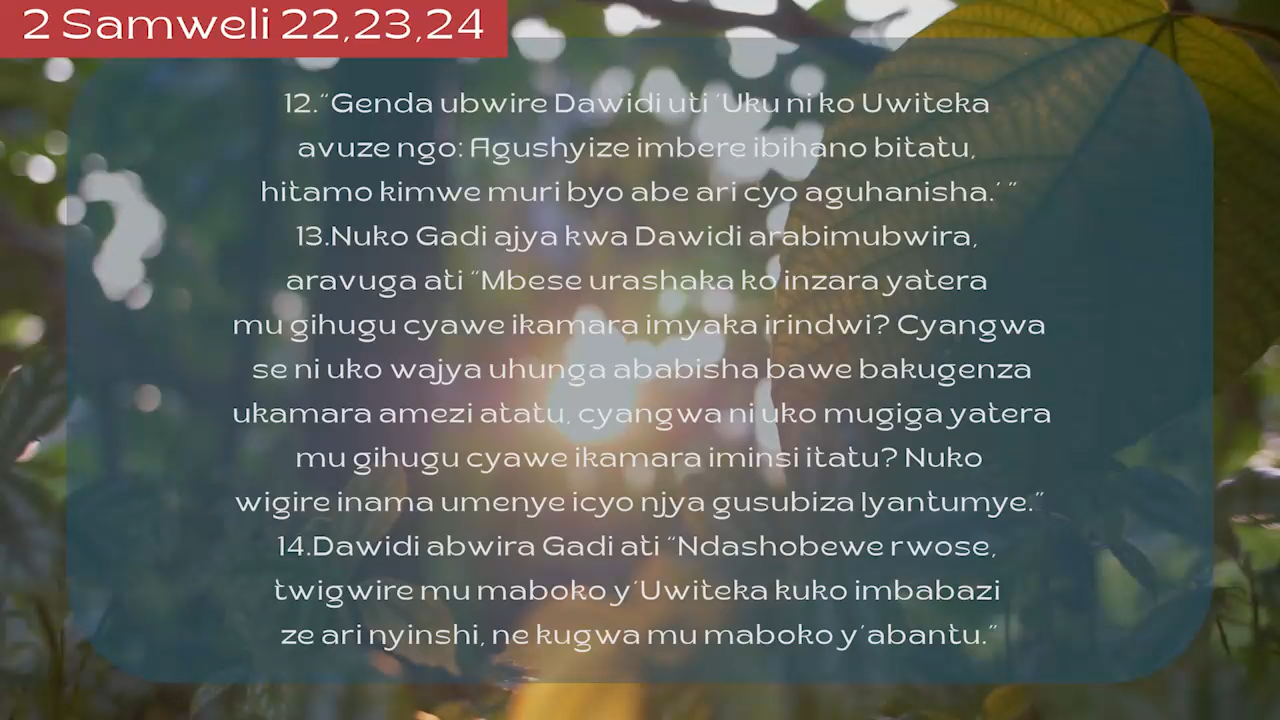 2 Samweli 22,23,24
12.“Genda ubwire Dawidi uti ‘Uku ni ko Uwiteka
avuze ngo: Agushyize imbere ibihano bitatu,
hitamo kimwe muri byo abe ari cyo aguhanisha.’ ”
13.Nuko Gadi ajya kwa Dawidi arabimubwira,
aravuga ati “Mbese urashaka ko inzara yatera
mu gihugu cyawe ikamara imyaka irindwi? Cyangwa
se ni uko wajya uhunga ababisha bawe bakugenza
ukamara amezi atatu, cyangwa ni uko mugiga yatera
mu gihugu cyawe ikamara iminsi itatu? Nuko
wigire inama umenye icyo njya gusubiza Iyantumye.”
14.Dawidi abwira Gadi ati “Ndashobewe rwose,
twigwire mu maboko y’Uwiteka kuko imbabazi
ze ari nyinshi, ne kugwa mu maboko y’abantu.”